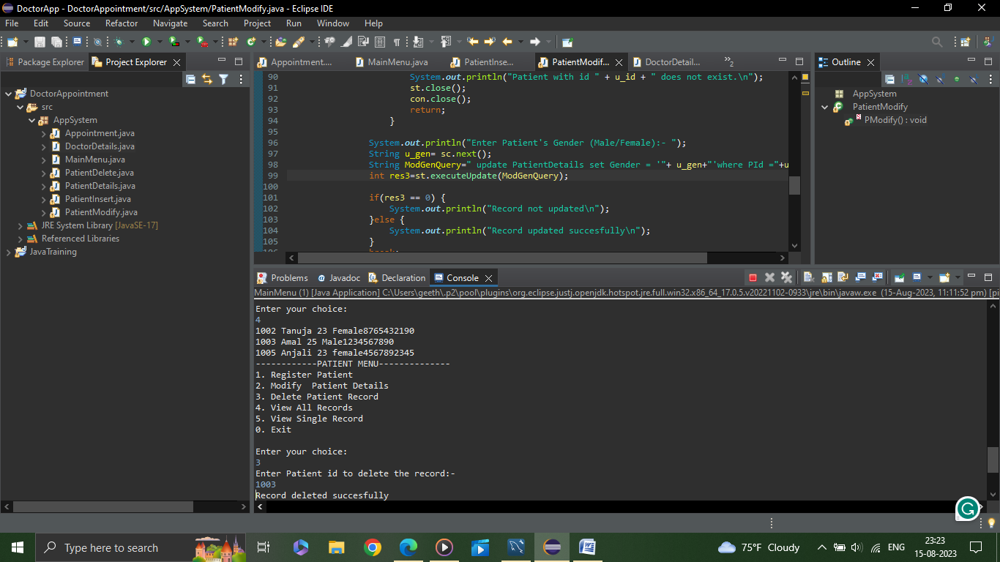 DoctorApp - DoctorAppointment/src/AppSystem/PatientModify.java - Eclipse IDE
File Edit Source Refactor Navigate Search Project Run Window Help
Package Explorer Project Explorer
DoctorAppointment
src
AppSystem
Appointment.java
DoctorDetails.java
MainMenu.java
PatientDelete.java
PatientDetails.java
PatientInsert.java
PatientModify.java
JRE System Library [JavaSE-17]
Referenced Libraries
JavaTraining
Appointment.... MainMenu.java PatientInse... PatientModif... DoctorDetail... »2
90 System.out.println("Patient with id " + u_id + " does not exist.\n");
91 st.close();
92 con.close();
93 return;
94 }
95
96 System.out.println("Enter Patient's Gender (Male/Female):- ");
97 String u_gen= sc.next();
98 String ModGenQuery=" update PatientDetails set Gender = '"+ u_gen+"'where PId ="+u
99 int res3=st.executeUpdate(ModGenQuery);
100
101 if(res3 == 0) {
102 System.out.println("Record not updated\n");
103 }else {
104 System.out.println("Record updated succesfully\n");
105 }
Outline
AppSystem
PatientModify
PModify() : void
Problems Javadoc Declaration Console
MainMenu (1) [Java Application] C:\Users\geeth\.p2\pool\plugins\org.eclipse.justj.openjdk.hotspot.jre.full.win32.x86_64_17.0.5.v20221102-0933\jre\bin\javaw.exe (15-Aug-2023, 11:11:52 pm) [pi
Enter your choice:
4
1002 Tanuja 23 Female8765432190
1003 Amal 25 Male1234567890
1005 Anjali 23 female4567892345
------------PATIENT MENU--------------
1. Register Patient
2. Modify  Patient Details
3. Delete Patient Record
4. View All Records
5. View Single Record
0. Exit
Enter your choice:
3
Enter Patient id to delete the record:-
1003
Record deleted succesfully
Type here to search
75°F Cloudy
ENG
23:23
15-08-2023